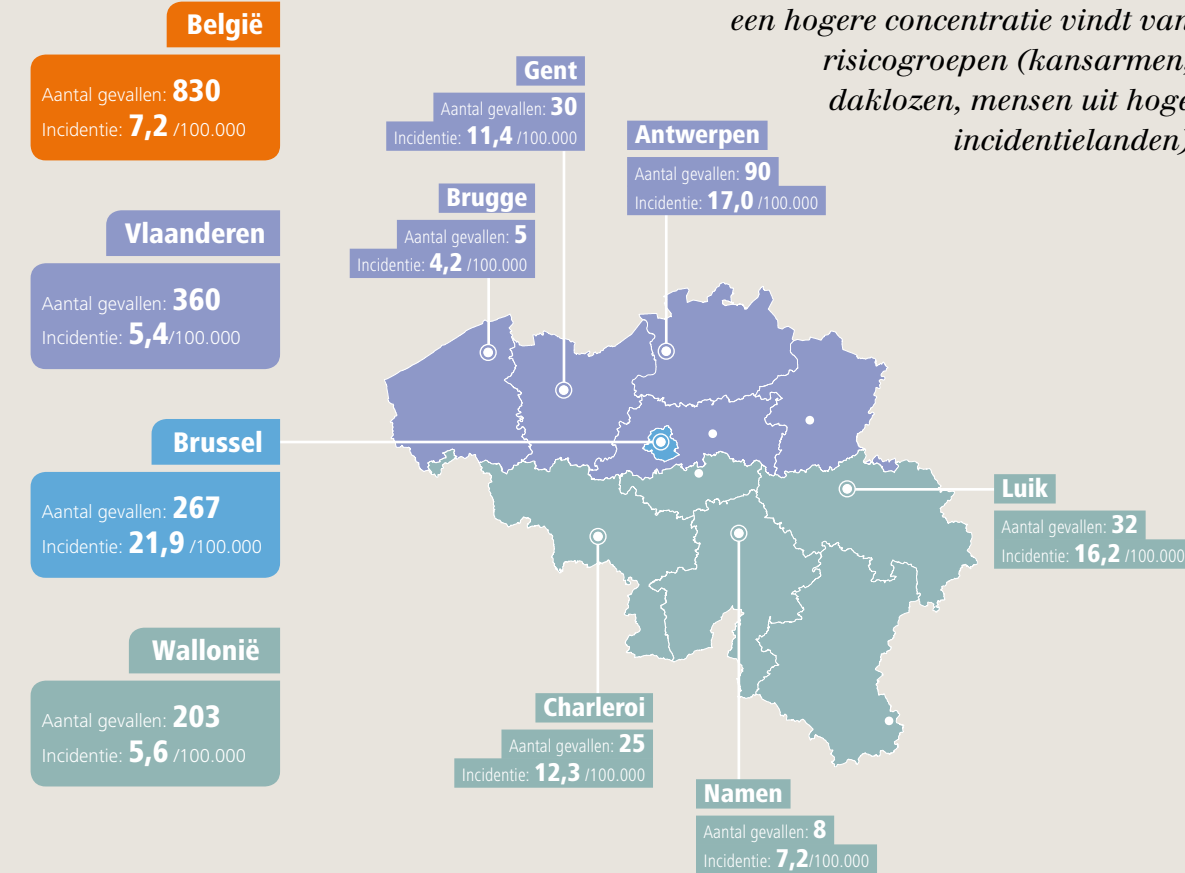 België
Aantal gevallen: 830
Incidentie: 7,2 /100.000
een hogere concentratie vindt van
risicogroepen (kansarmen,
daklozen, mensen uit hoge
incidentielanden)
Gent
Aantal gevallen: 30
Incidentie: 11,4 /100.000
Antwerpen
Aantal gevallen: 90
Incidentie: 17,0 /100.000
Brugge
Aantal gevallen: 5
Incidentie: 4,2 /100.000
Vlaanderen
Aantal gevallen: 360
Incidentie: 5,4/100.000
Brussel
Aantal gevallen: 267
Incidentie: 21,9 /100.000
Luik
Aantal gevallen: 32
Incidentie: 16,2 /100.000
Wallonië
Aantal gevallen: 203
Incidentie: 5,6 /100.000
Charleroi
Aantal gevallen: 25
Incidentie: 12,3 /100.000
Namen
Aantal gevallen: 8
Incidentie: 7,2/100.000